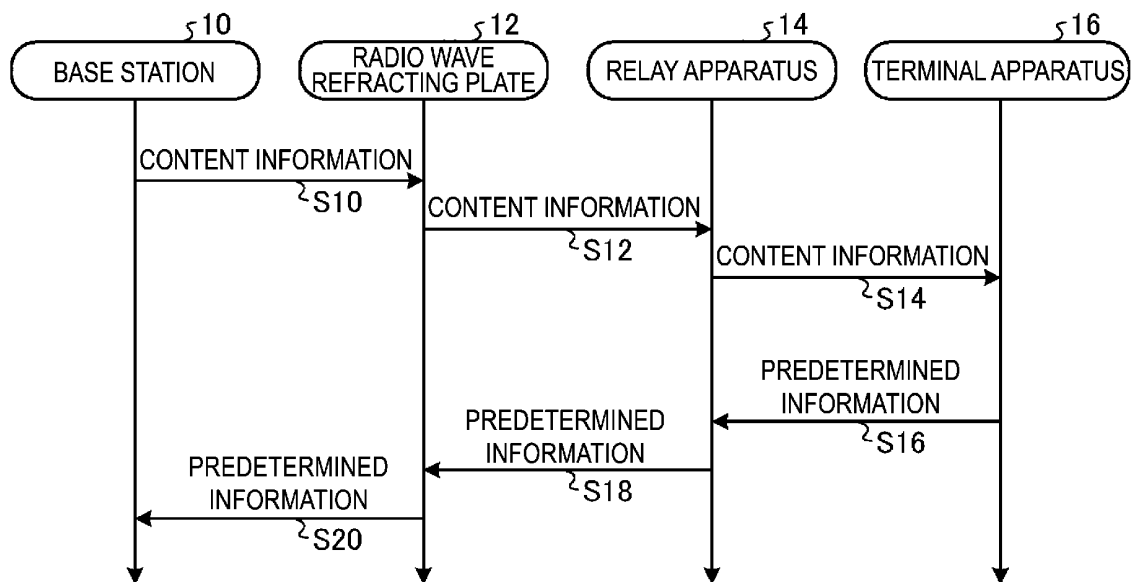 10
12
14
16
BASE STATION
RADIO WAVE
REFRACTING PLATE
RELAY APPARATUS
TERMINAL APPARATUS
CONTENT INFORMATION
S10
CONTENT INFORMATION
S12
CONTENT INFORMATION
S14
PREDETERMINED
INFORMATION
S16
PREDETERMINED
INFORMATION
S18
PREDETERMINED
INFORMATION
S20